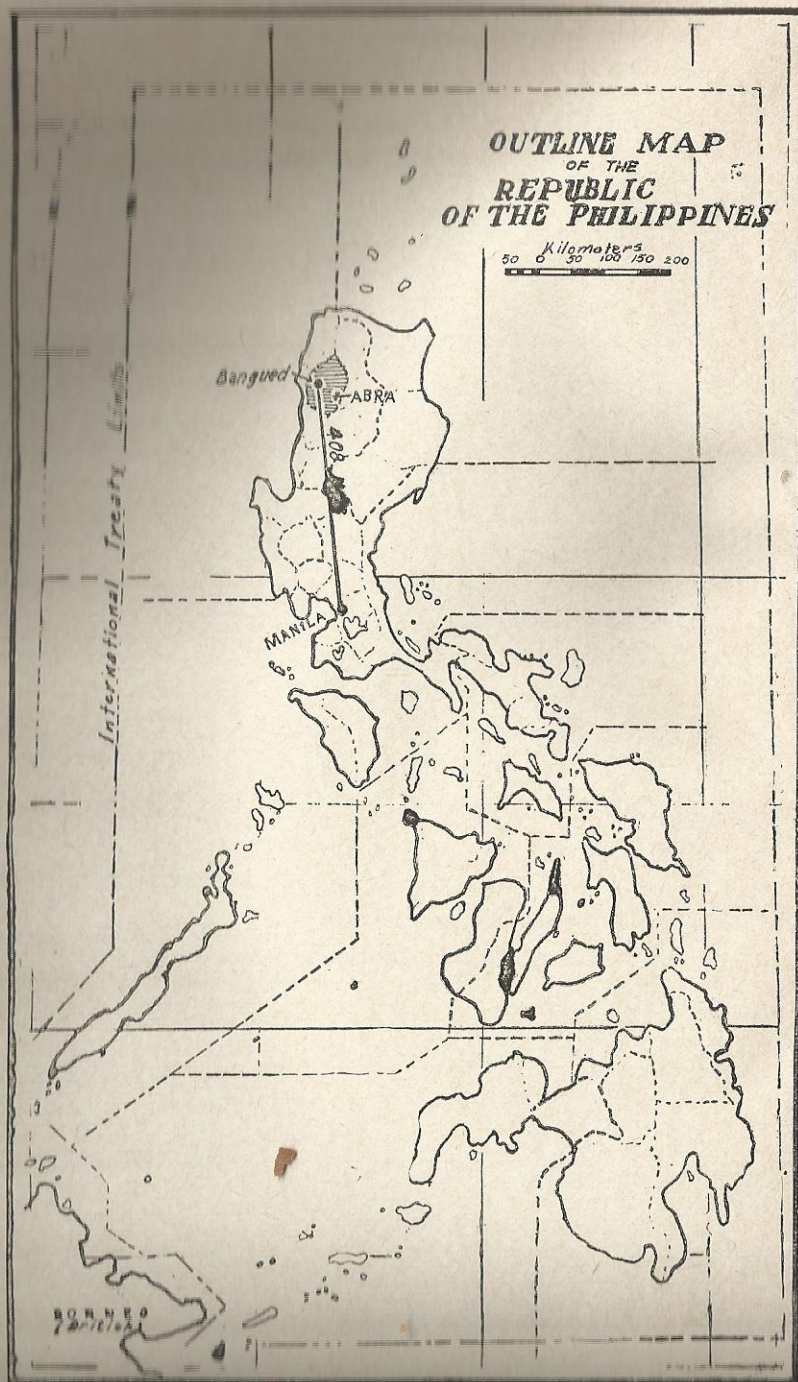 OUTLINE MAP
OF THE
REPUBLIC
OF THE PHILIPPINES
Kilometers
50 0 50 100 150 200
Bangued
ABRA
408
MANILA
International Treaty Limits
BORNEO